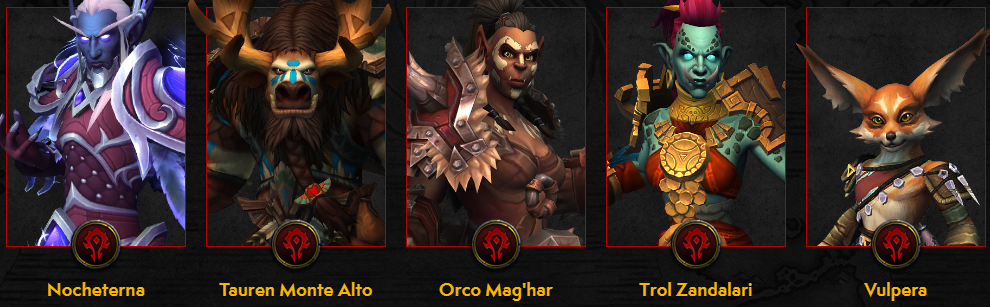 Nocheterna
Tauren Monte Alto
Orco Mag'har
Trol Zandalari
Vulpera